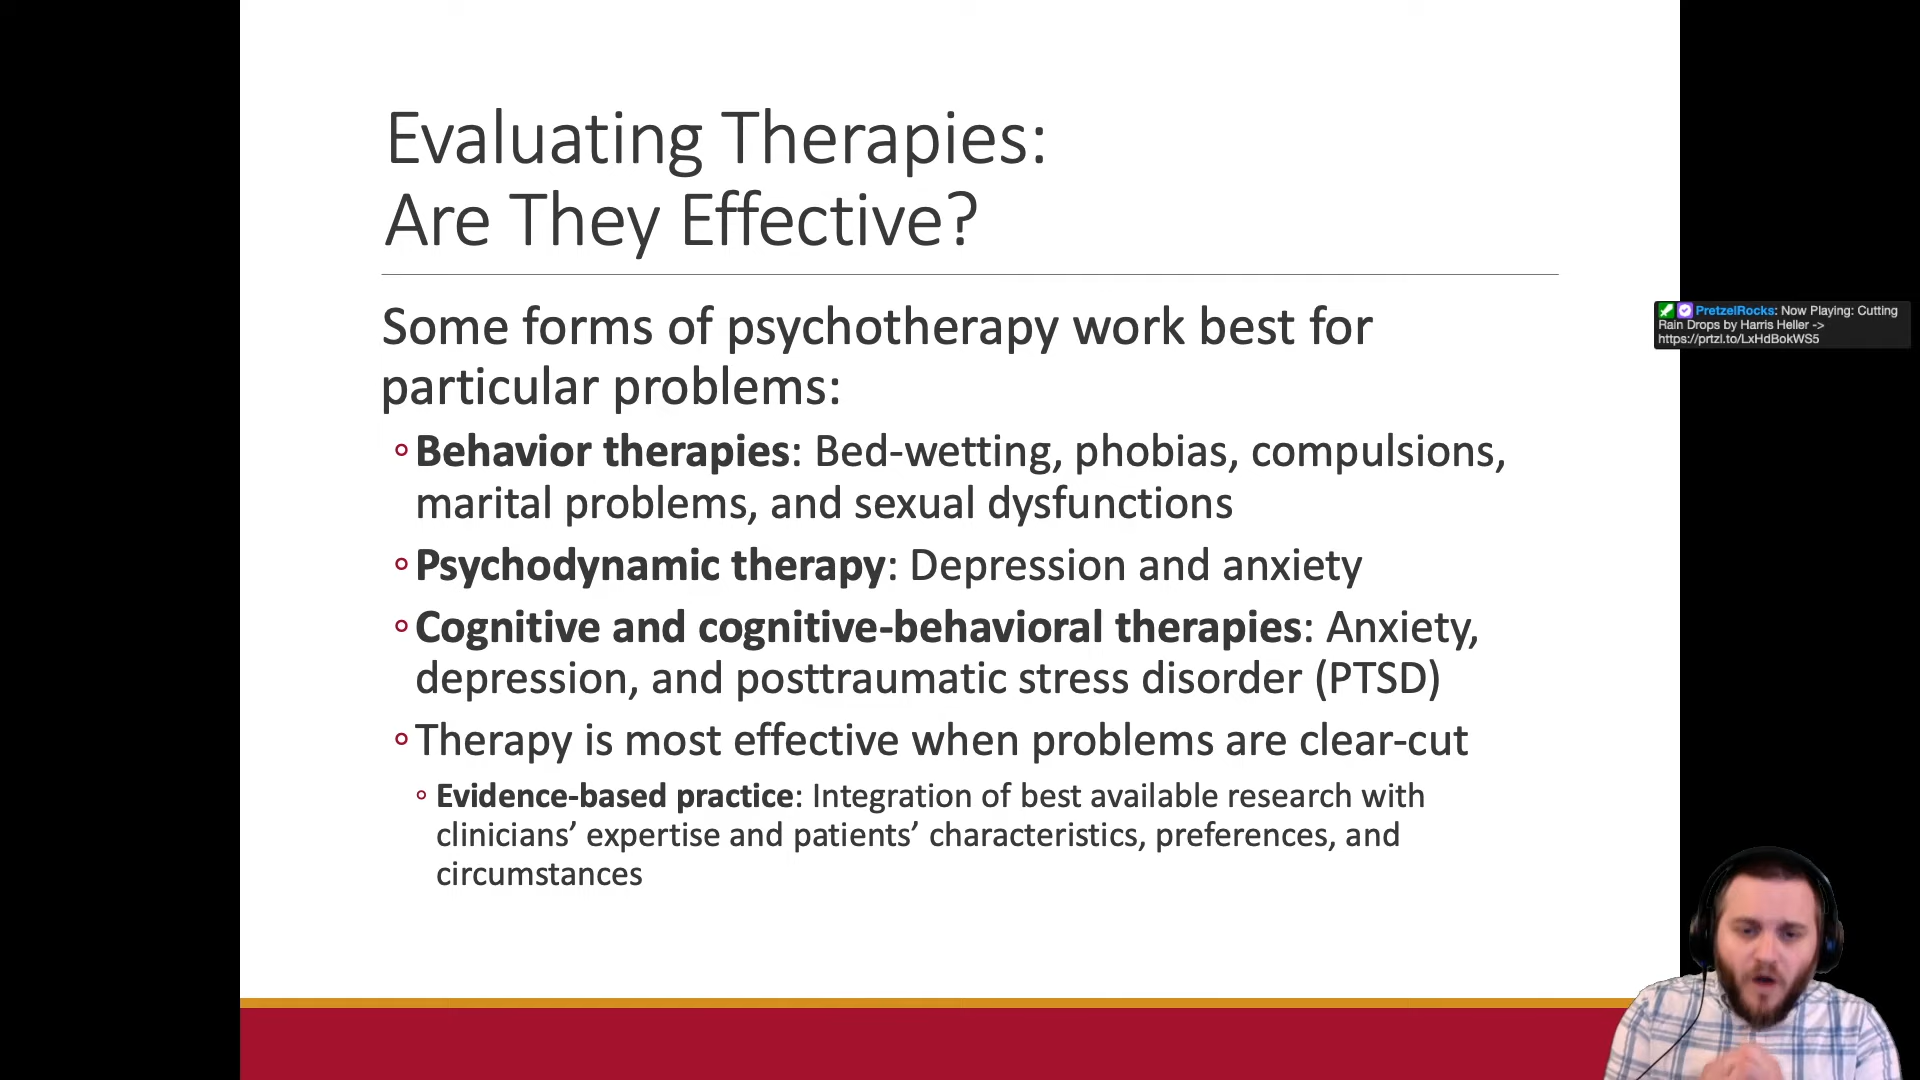 Evaluating Therapies:
Are They Effective?
Some forms of psychotherapy work best for
particular problems:
◦Behavior therapies: Bed-wetting, phobias, compulsions,
marital problems, and sexual dysfunctions
◦Psychodynamic therapy: Depression and anxiety
◦Cognitive and cognitive-behavioral therapies: Anxiety,
depression, and posttraumatic stress disorder (PTSD)
◦Therapy is most effective when problems are clear-cut
◦ Evidence-based practice: Integration of best available research with
clinicians’ expertise and patients’ characteristics, preferences, and
circumstances
PretzelRocks: Now Playing: Cutting
Rain Drops by Harris Heller ->
https://prtzl.to/LxHdBokWS5